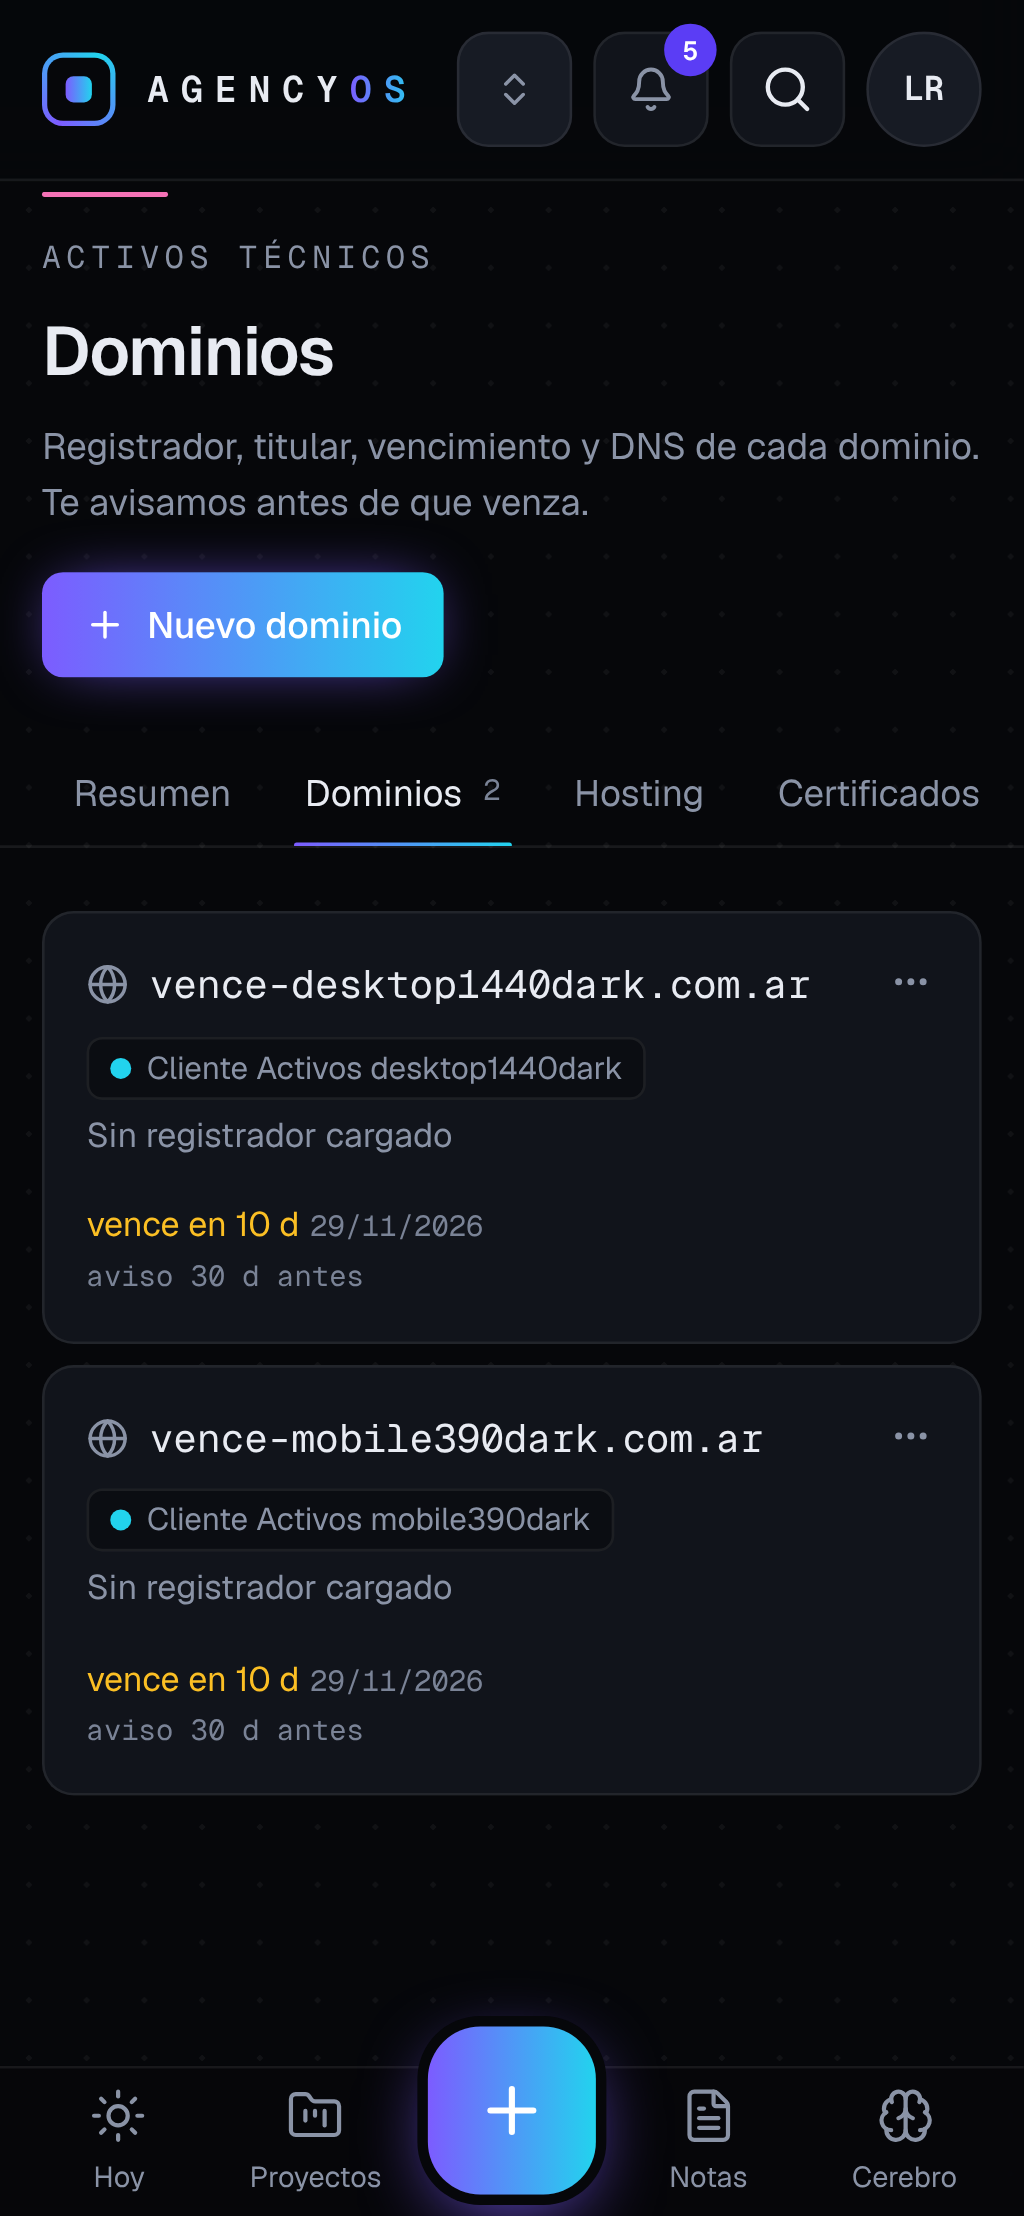 AGENCYOS
5
LR
ACTIVOS TÉCNICOS
Dominios
Registrador, titular, vencimiento y DNS de cada dominio.
Te avisamos antes de que venza.
Nuevo dominio
Resumen Dominios 2 Hosting Certificados
vence-desktop1440dark.com.ar
Cliente Activos desktop1440dark
Sin registrador cargado
vence en 10 d 29/11/2026
aviso 30 d antes
vence-mobile390dark.com.ar
Cliente Activos mobile390dark
Sin registrador cargado
vence en 10 d 29/11/2026
aviso 30 d antes
Hoy Proyectos Notas Cerebro